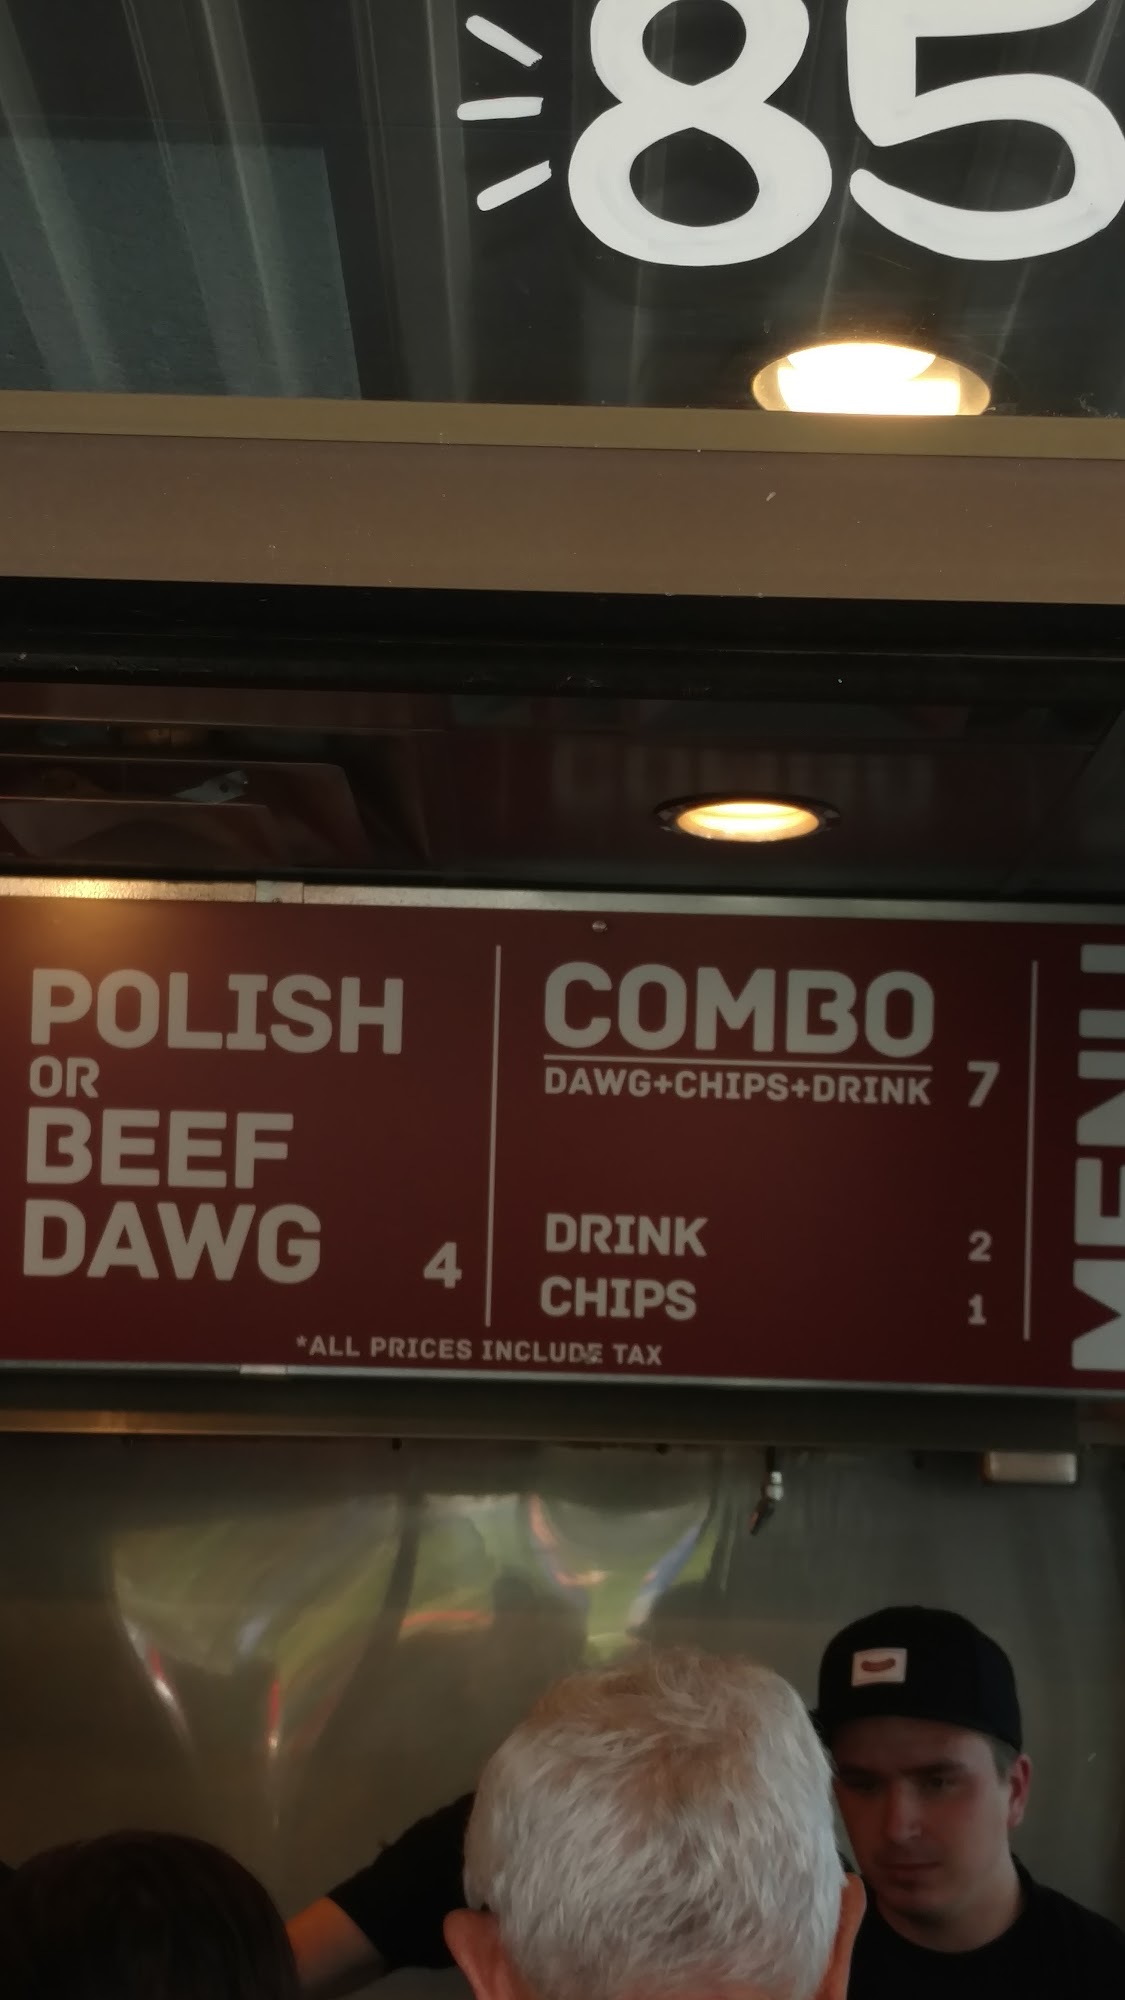 85
POLISH
OR
BEEF
DAWG 4
COMBO
DAWG+CHIPS+DRINK 7
DRINK 2
CHIPS 1
*ALL PRICES INCLUDE TAX
MENU